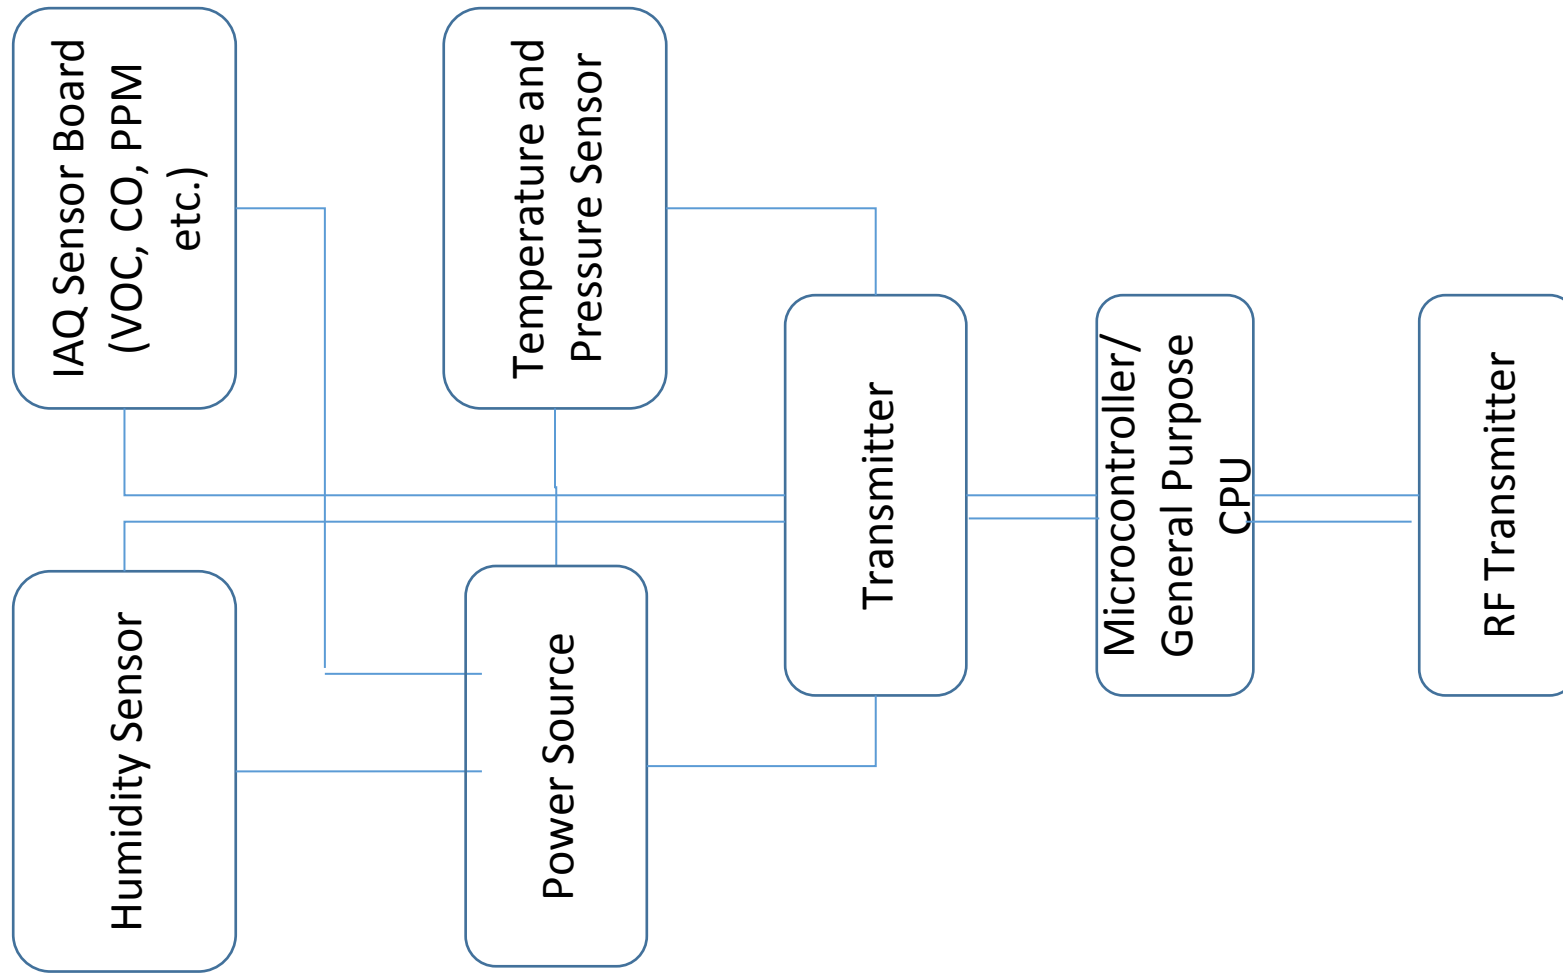 IAQ Sensor Board
(VOC, CO, PPM
etc.)
Temperature and
Pressure Sensor
Humidity Sensor
Power Source
Transmitter
Microcontroller/
General Purpose
CPU
RF Transmitter